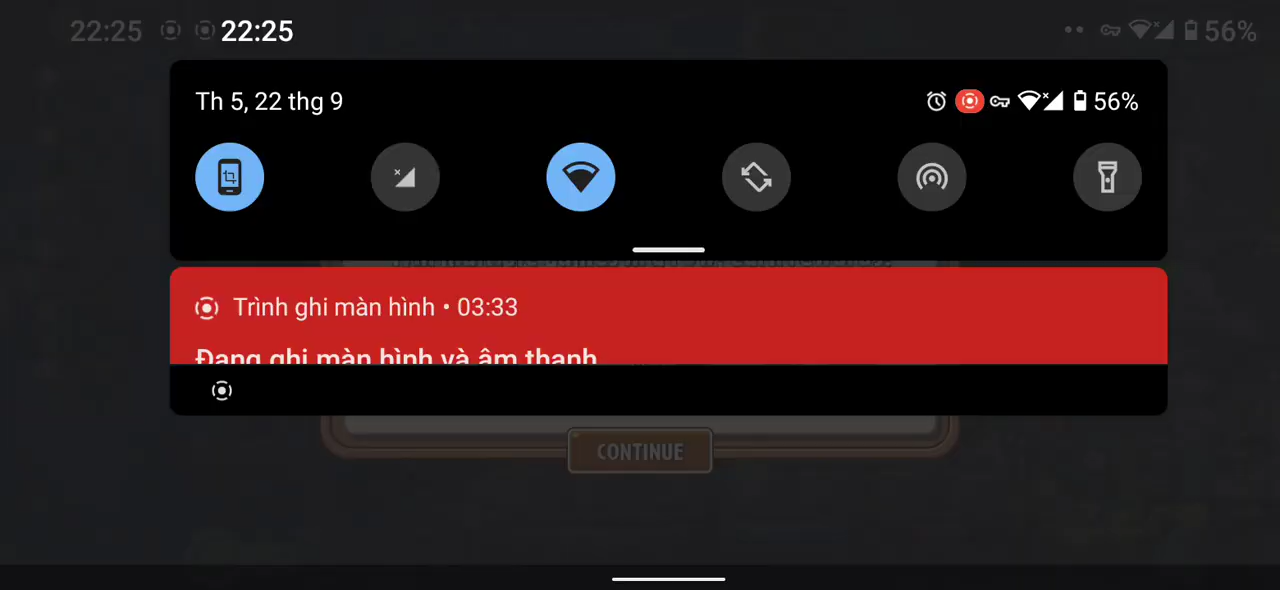 22:25 22:25 56%
Th 5, 22 thg 9 56%
Trình ghi màn hình • 03:33
Đang ghi màn hình và âm thanh
CONTINUE